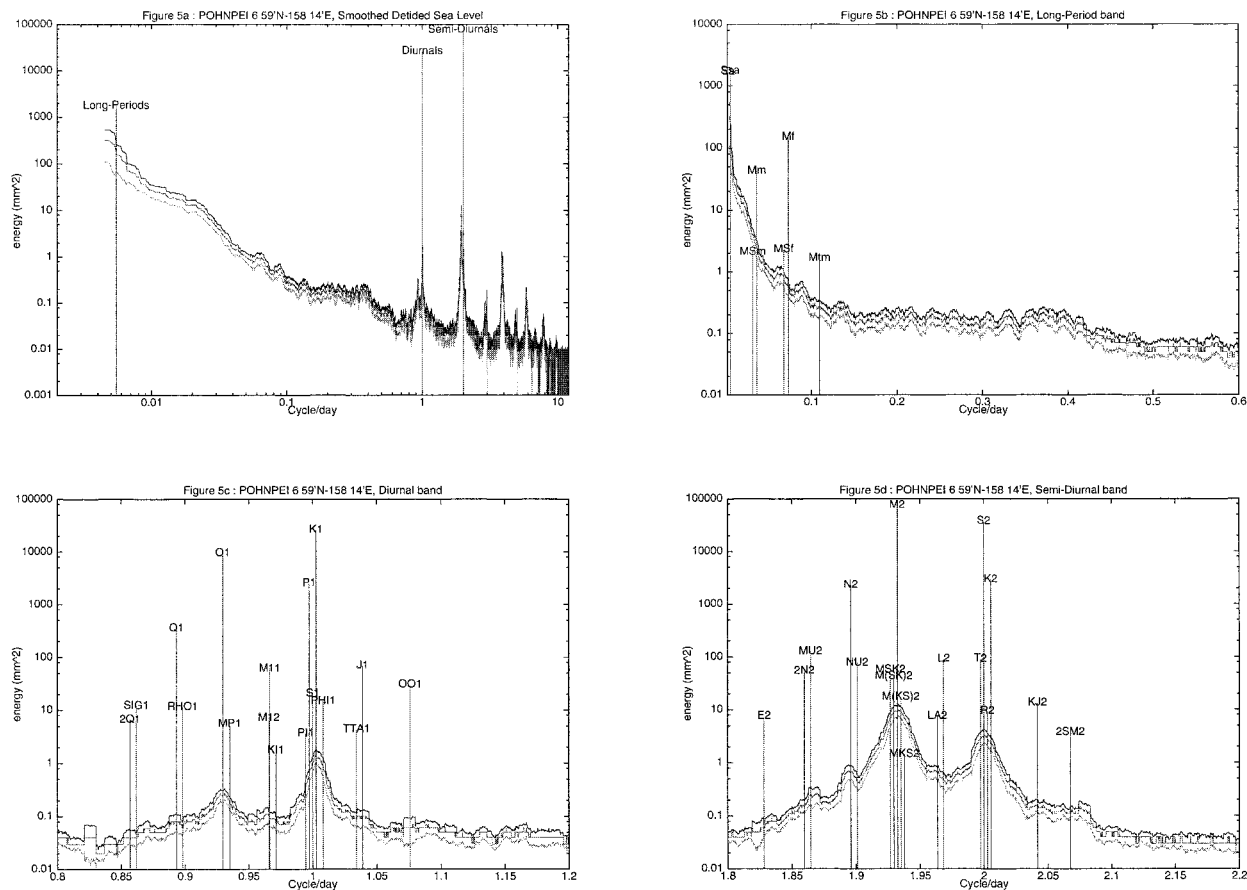 Figure 5a : POHNPEI 6 59'N-158 14'E, Smoothed Detided Sea Level
100000
10000
1000
100
10
1
0.1
0.01
0.001
energy (mm^2)
Semi-Diurnals
Diurnals
Long-Periods
0.01
0.1
1
10
Cycle/day
Figure 5b : POHNPEI 6 59'N-158 14'E, Long-Period band
10000
1000
100
10
1
0.1
0.01
energy (mm^2)
Mf
Mm
MSm
MSf
Mtm
0.1
0.2
0.3
0.4
0.5
0.6
Cycle/day
Figure 5c : POHNPEI 6 59'N-158 14'E, Diurnal band
100000
10000
1000
100
10
1
0.1
0.01
energy (mm^2)
K1
O1
P1
Q1
M11
J1
OO1
SIG1
RHO1
S1
PHI1
2Q1
MP1
M12
PI1
TTA1
KI1
0.8
0.85
0.9
0.95
1
1.05
1.1
1.15
1.2
Cycle/day
Figure 5d : POHNPEI 6 59'N-158 14'E, Semi-Diurnal band
100000
10000
1000
100
10
1
0.1
0.01
energy (mm^2)
M2
S2
N2
K2
MU2
2N2
NU2
MSK2
M(SK)2
L2
T2
M(KS)2
E2
LA2
R2
KJ2
2SM2
MKS2
1.8
1.85
1.9
1.95
2
2.05
2.1
2.15
2.2
Cycle/day